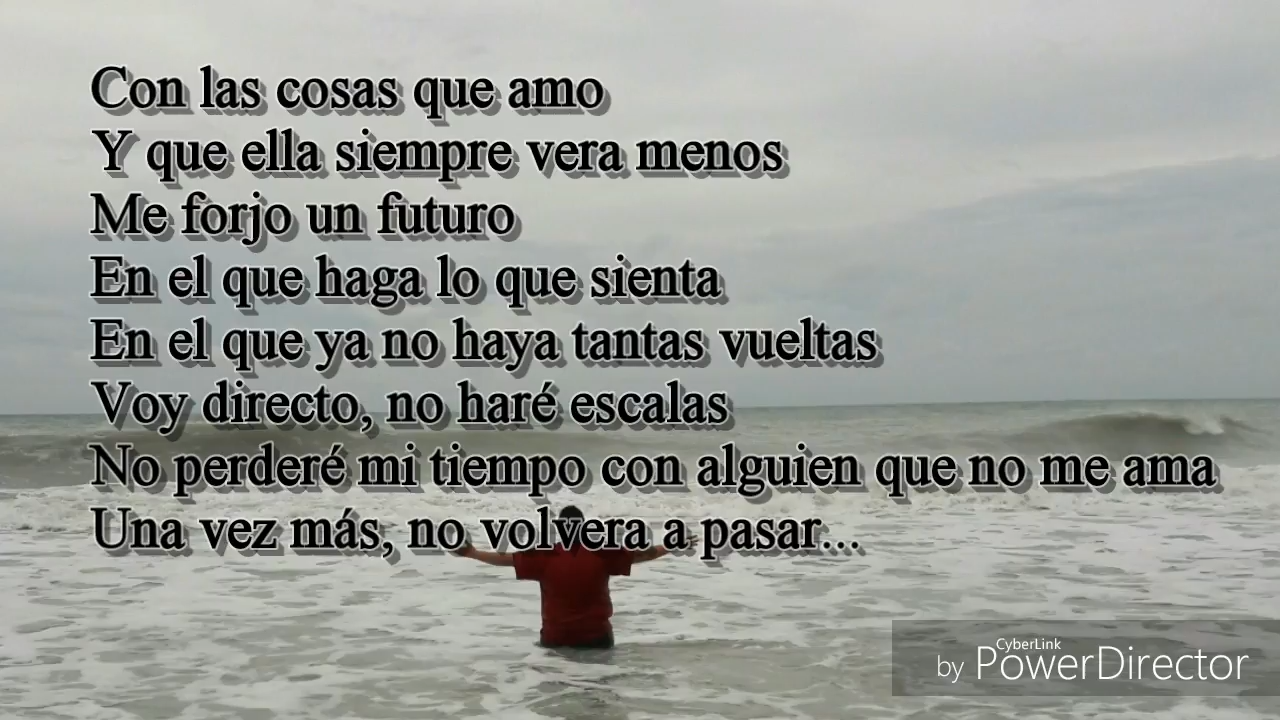 Con las cosas que amo
Y que ella siempre vera menos
Me forjo un futuro
En el que haga lo que sienta
En el que ya no haya tantas vueltas
Voy directo, no haré escalas
No perderé mi tiempo con alguien que no me ama
Una vez más, no volvera a pasar...
CyberLink
by PowerDirector